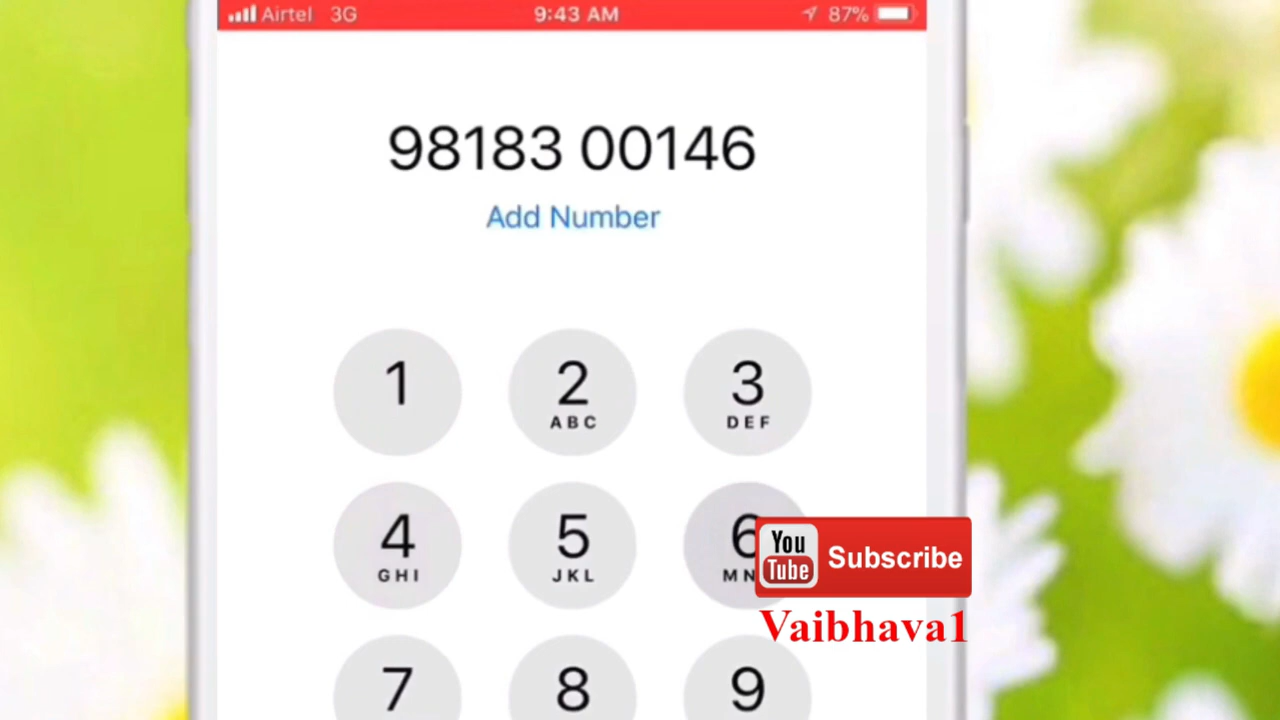 Airtel 3G 9:43 AM 87%
98183 00146
Add Number
1 2 3
ABC DEF
4 5 6
GHI JKL MN
You Tube Subscribe
Vaibhava1
7 8 9